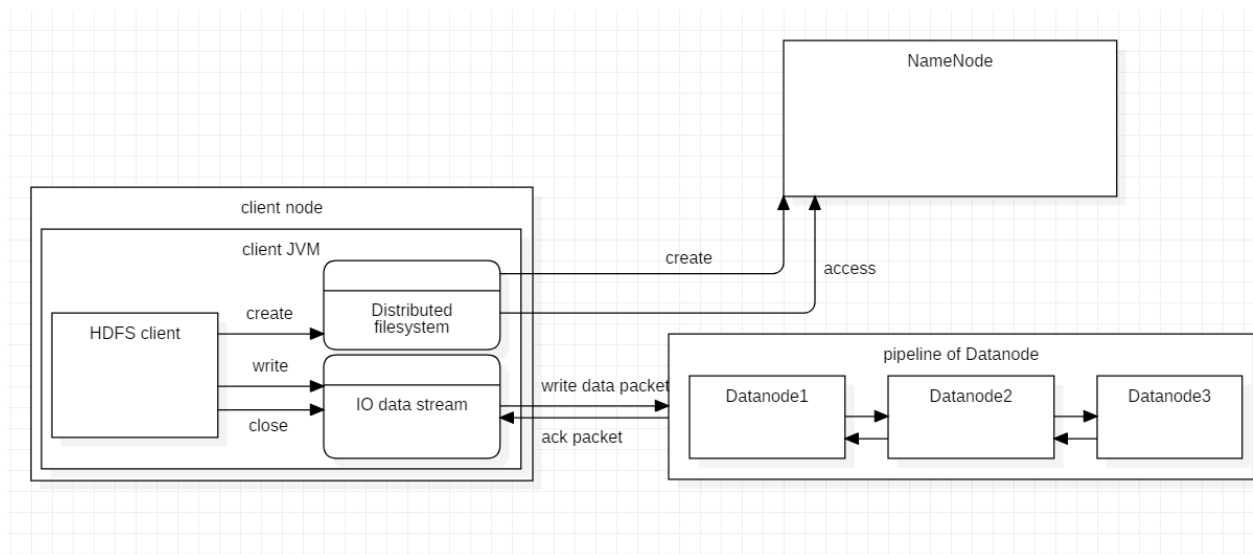 NameNode
client node
client JVM
create
access
Distributed
filesystem
create
HDFS client
pipeline of Datanode
write
write data packet
Datanode1
Datanode2
Datanode3
IO data stream
close
ack packet